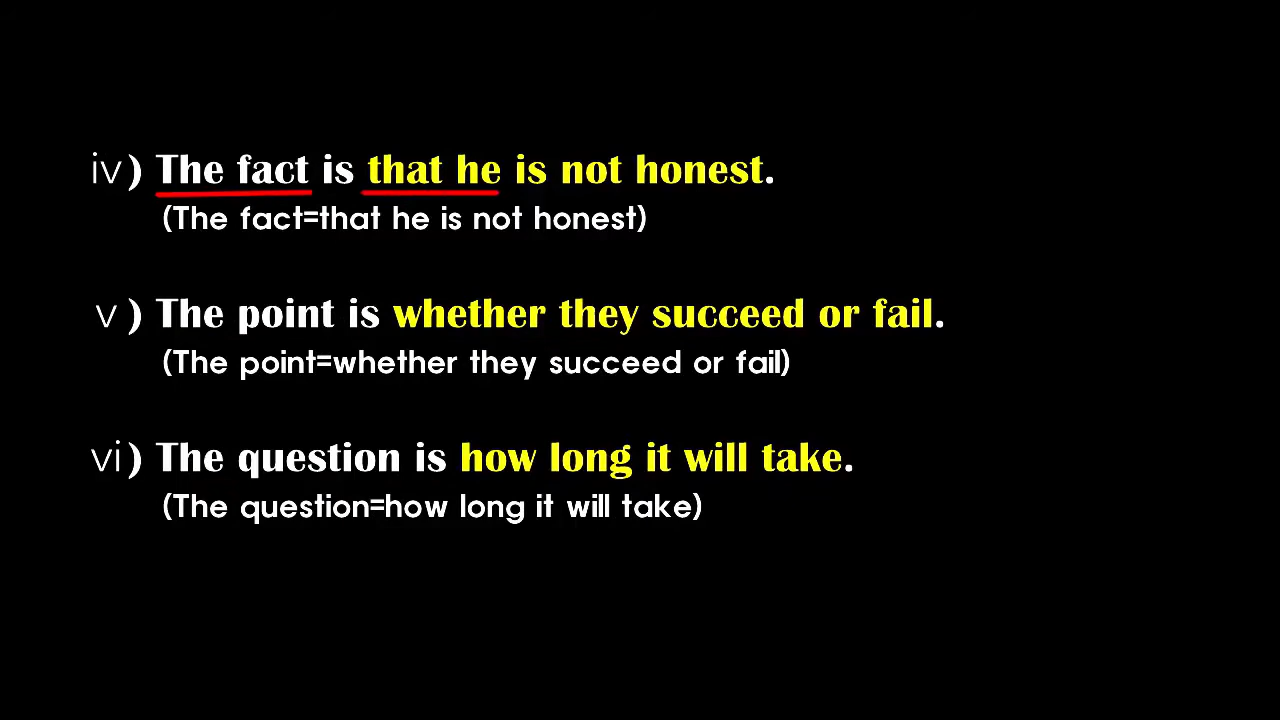 iv) The fact is that he is not honest.
(The fact=that he is not honest)
v) The point is whether they succeed or fail.
(The point=whether they succeed or fail)
vi) The question is how long it will take.
(The question=how long it will take)